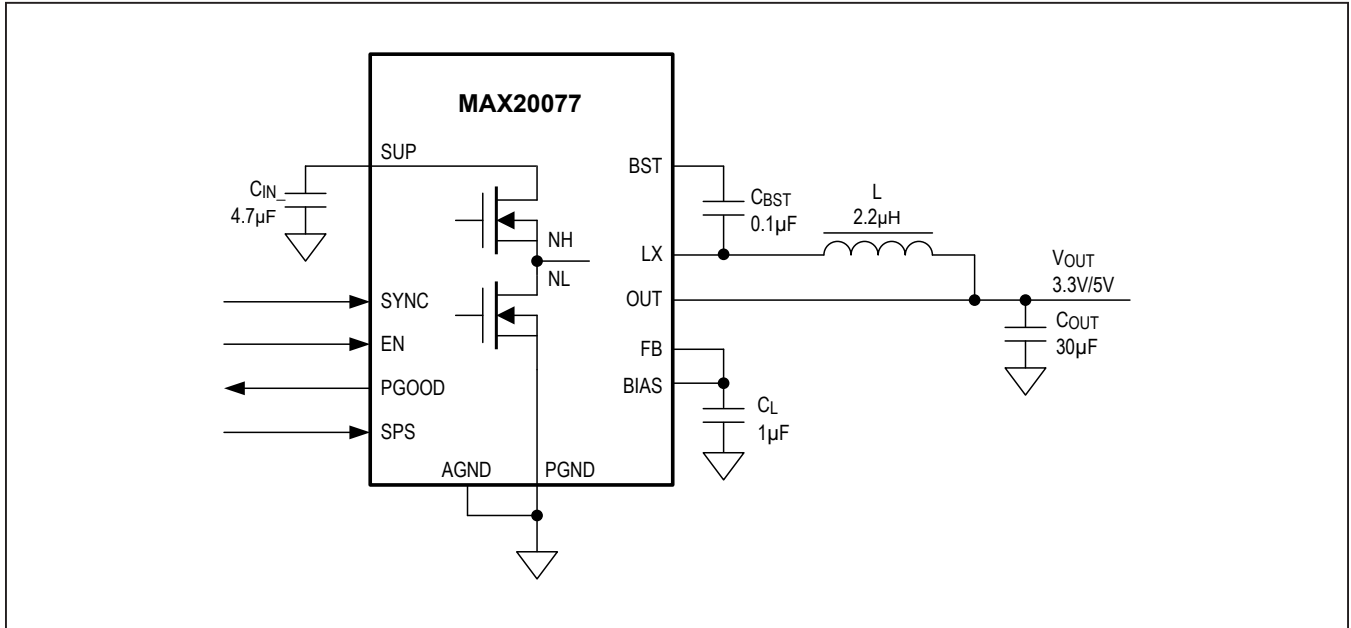 MAX20077
SUP
CIN_
4.7µF
NH
NL
SYNC
EN
PGOOD
SPS
AGND
PGND
BST
LX
OUT
FB
BIAS
CBST
0.1µF
L
2.2µH
VOUT
3.3V/5V
COUT
30µF
CL
1µF